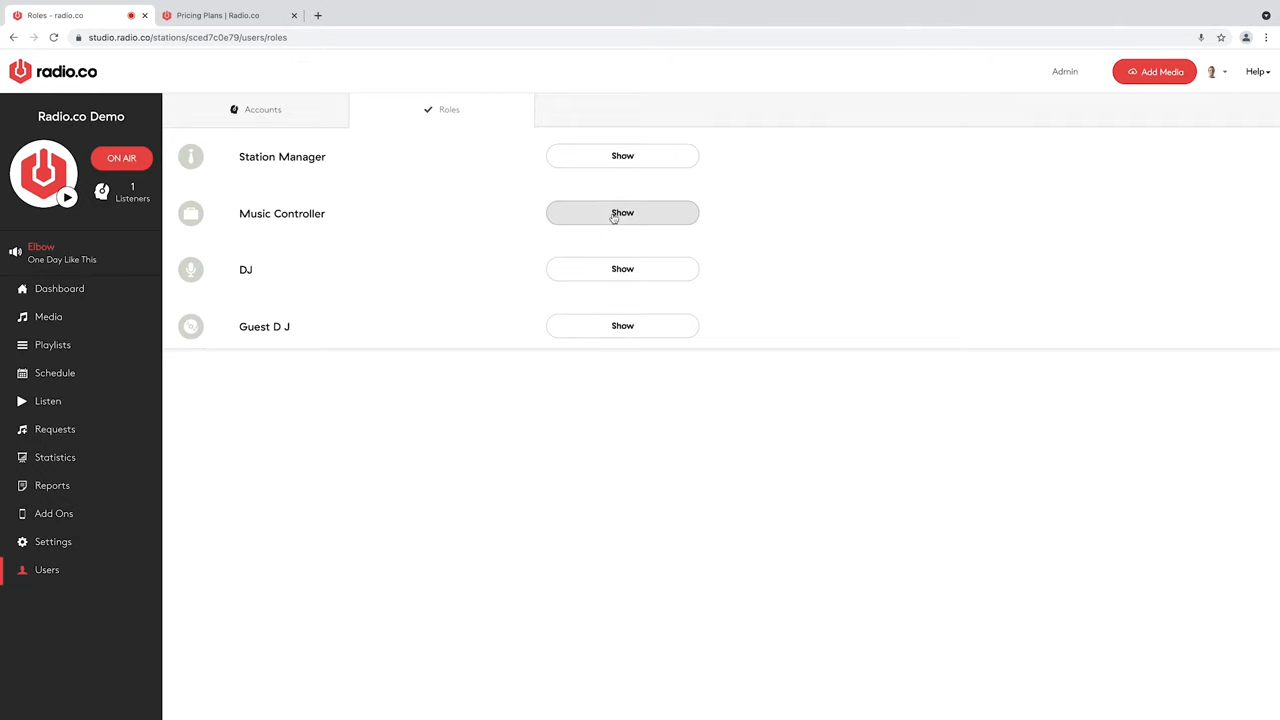 Roles - radio.co
Pricing Plans | Radio.co
studio.radio.co/stations/sced7c0e79/users/roles
radio.co
Admin
Add Media
Help
Radio.co Demo
ON AIR
1
Listeners
Elbow
One Day Like This
Dashboard
Media
Playlists
Schedule
Listen
Requests
Statistics
Reports
Add Ons
Settings
Users
Accounts
Roles
Station Manager
Show
Music Controller
Show
DJ
Show
Guest D J
Show